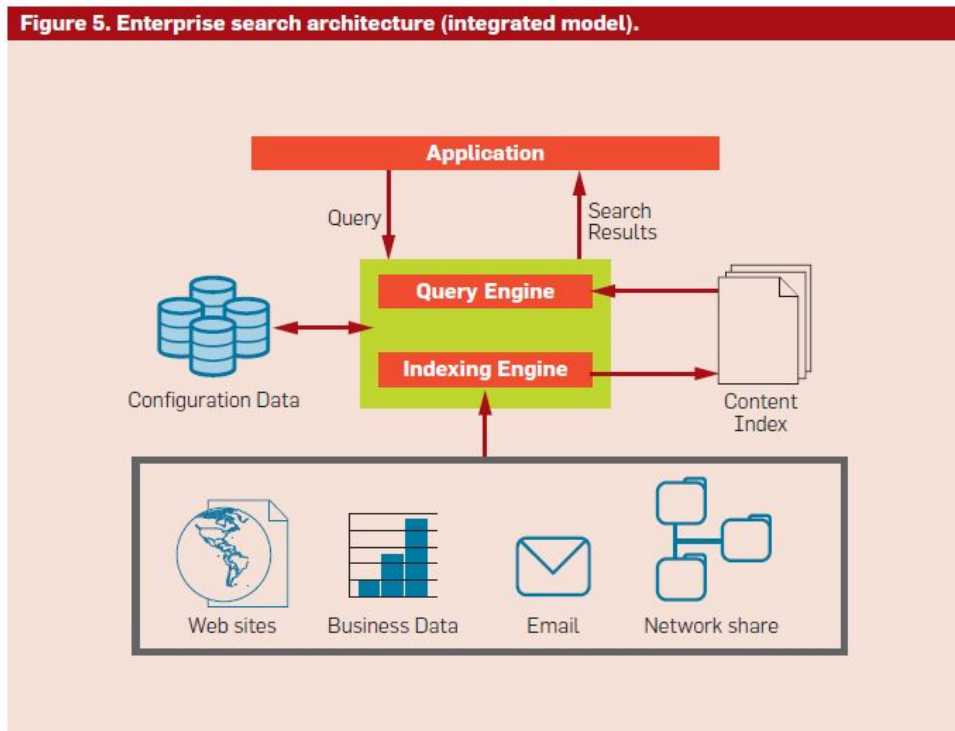 Figure 5. Enterprise search architecture (integrated model).
Application
Query
Search
Results
Query Engine
Indexing Engine
Configuration Data
Content
Index
Web sites
Business Data
Email
Network share